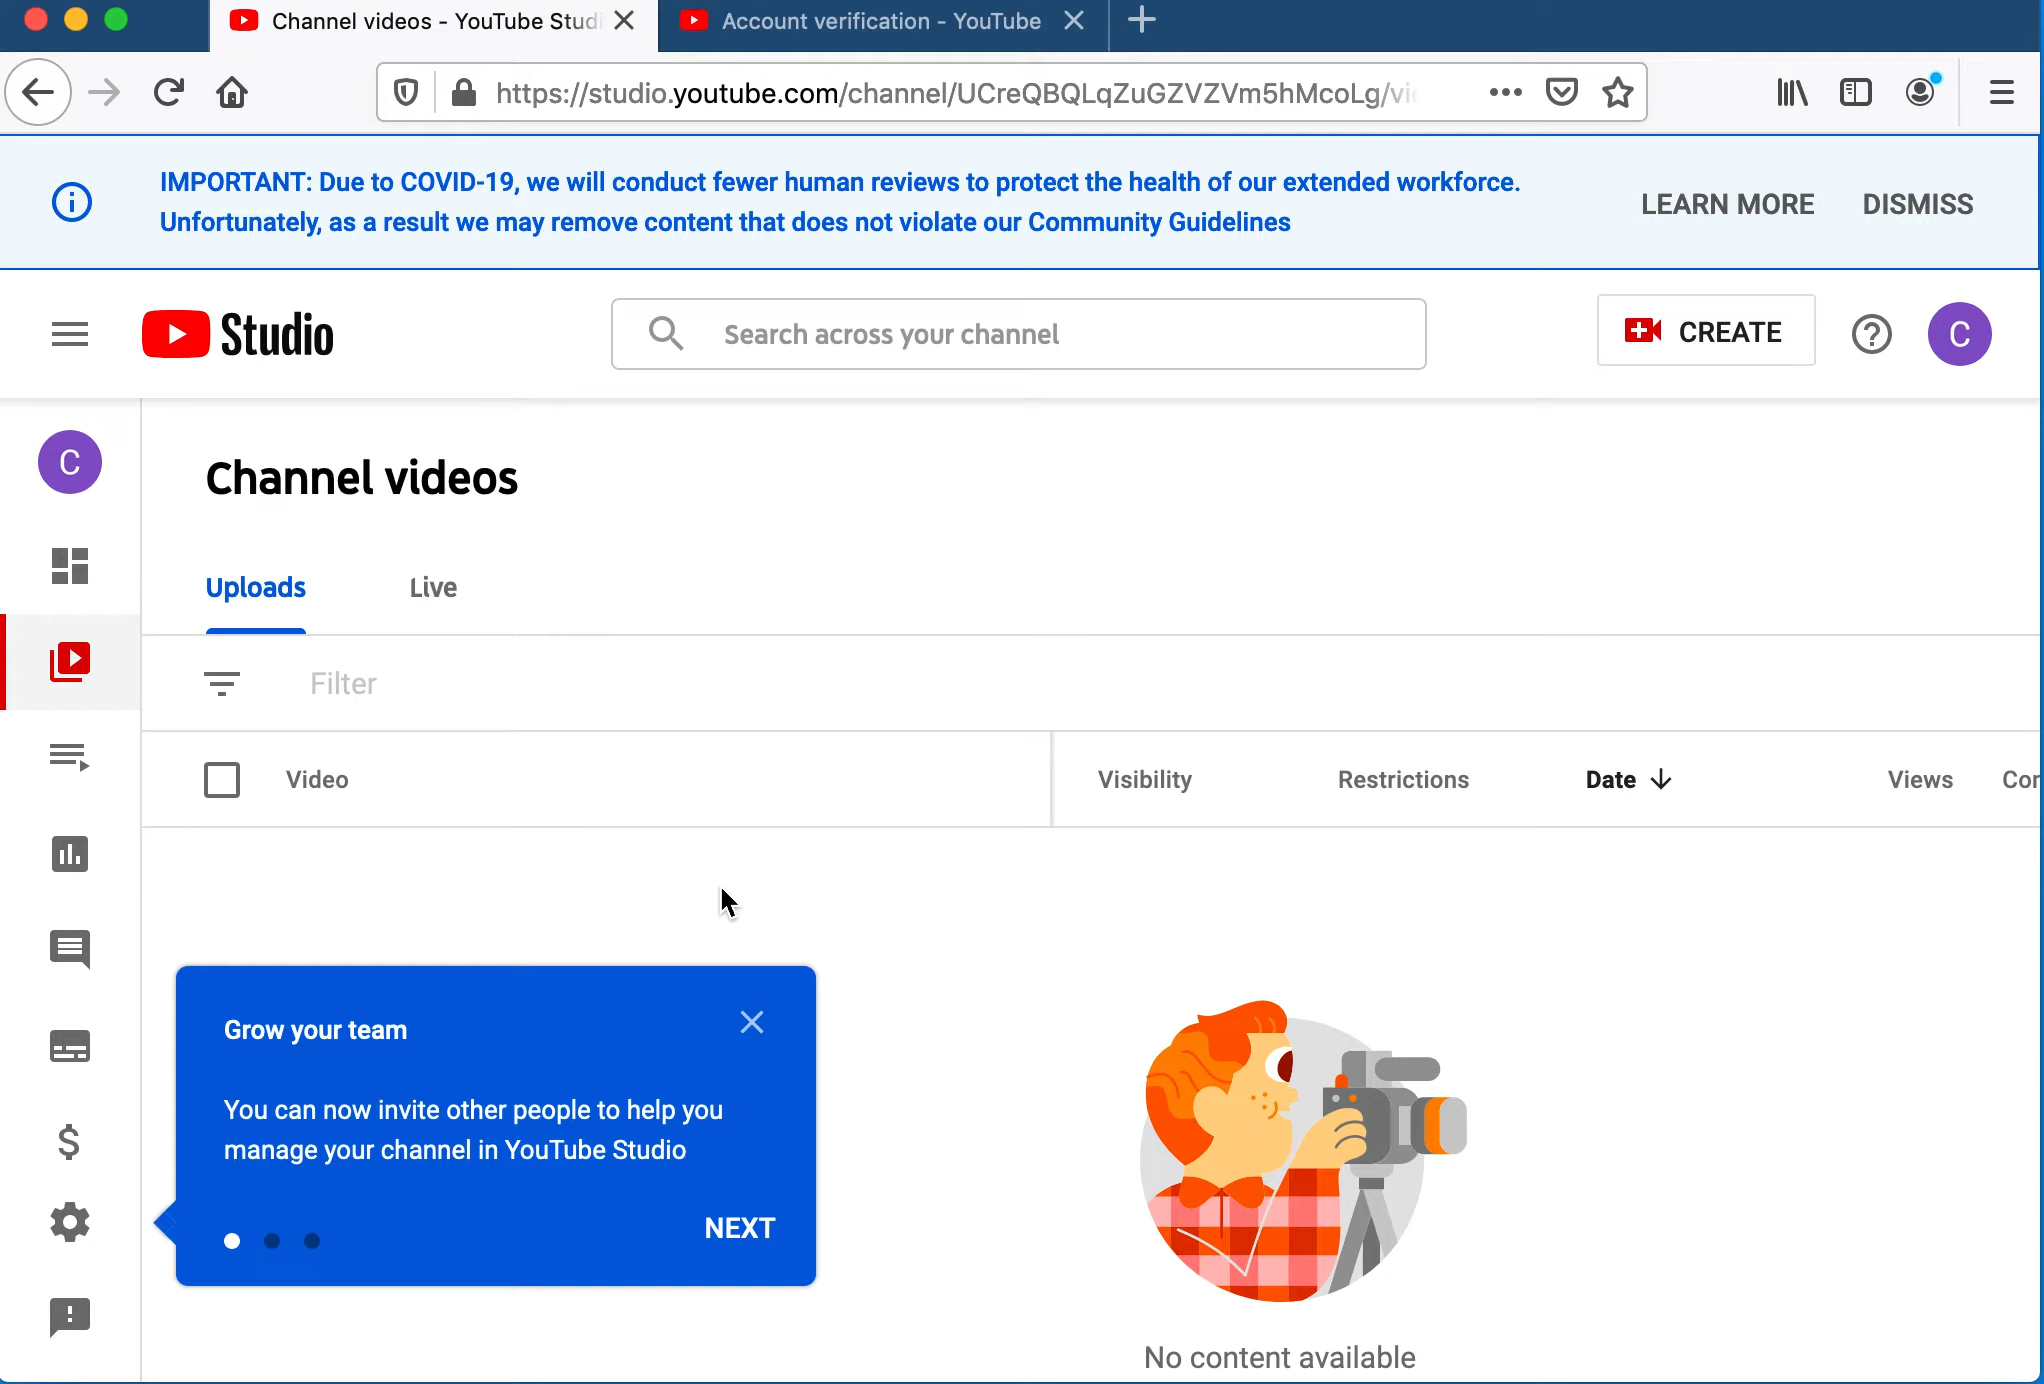 Channel videos - YouTube Studi
Account verification - YouTube
https://studio.youtube.com/channel/UCreQBQLqZuGZVZVm5hMcoLg/vi
IMPORTANT: Due to COVID-19, we will conduct fewer human reviews to protect the health of our extended workforce.
Unfortunately, as a result we may remove content that does not violate our Community Guidelines
LEARN MORE
DISMISS
Studio
Search across your channel
CREATE
C
C
Channel videos
Uploads
Live
Filter
Video
Visibility
Restrictions
Date
Views
Cor
Grow your team
You can now invite other people to help you
manage your channel in YouTube Studio
NEXT
No content available